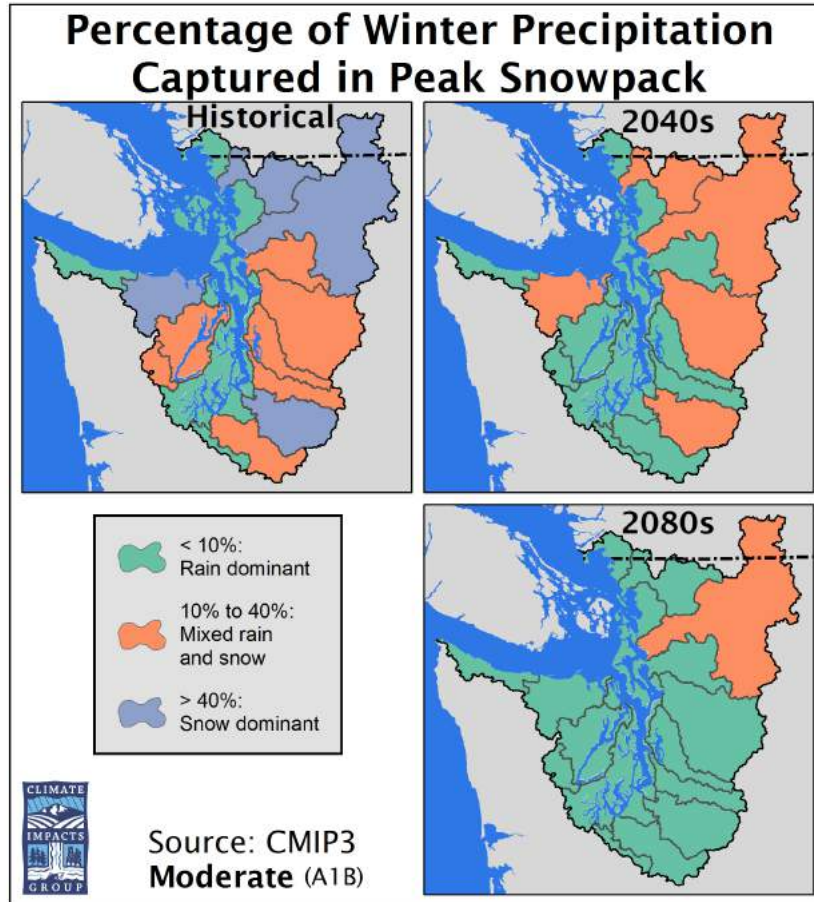 Percentage of Winter Precipitation
Captured in Peak Snowpack
Historical
2040s
2080s
< 10%:
Rain dominant
10% to 40%:
Mixed rain
and snow
> 40%:
Snow dominant
CLIMATE
IMPACTS
GROUP
Source: CMIP3
Moderate (A1B)